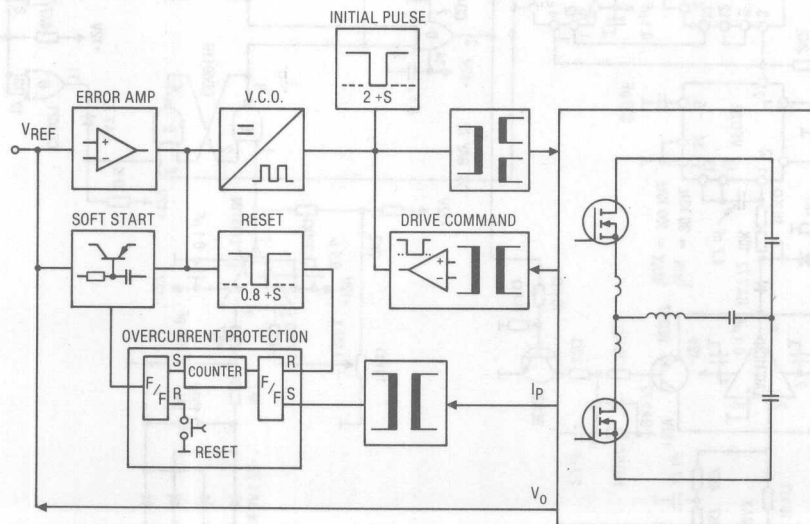 INITIAL PULSE
2 +S
ERROR AMP
V.C.O.
VREF
+
−
SOFT START
RESET
0.8 +S
DRIVE COMMAND
+
−
OVERCURRENT PROTECTION
S
COUNTER
R
F/F
F/F
R
S
RESET
IP
VO